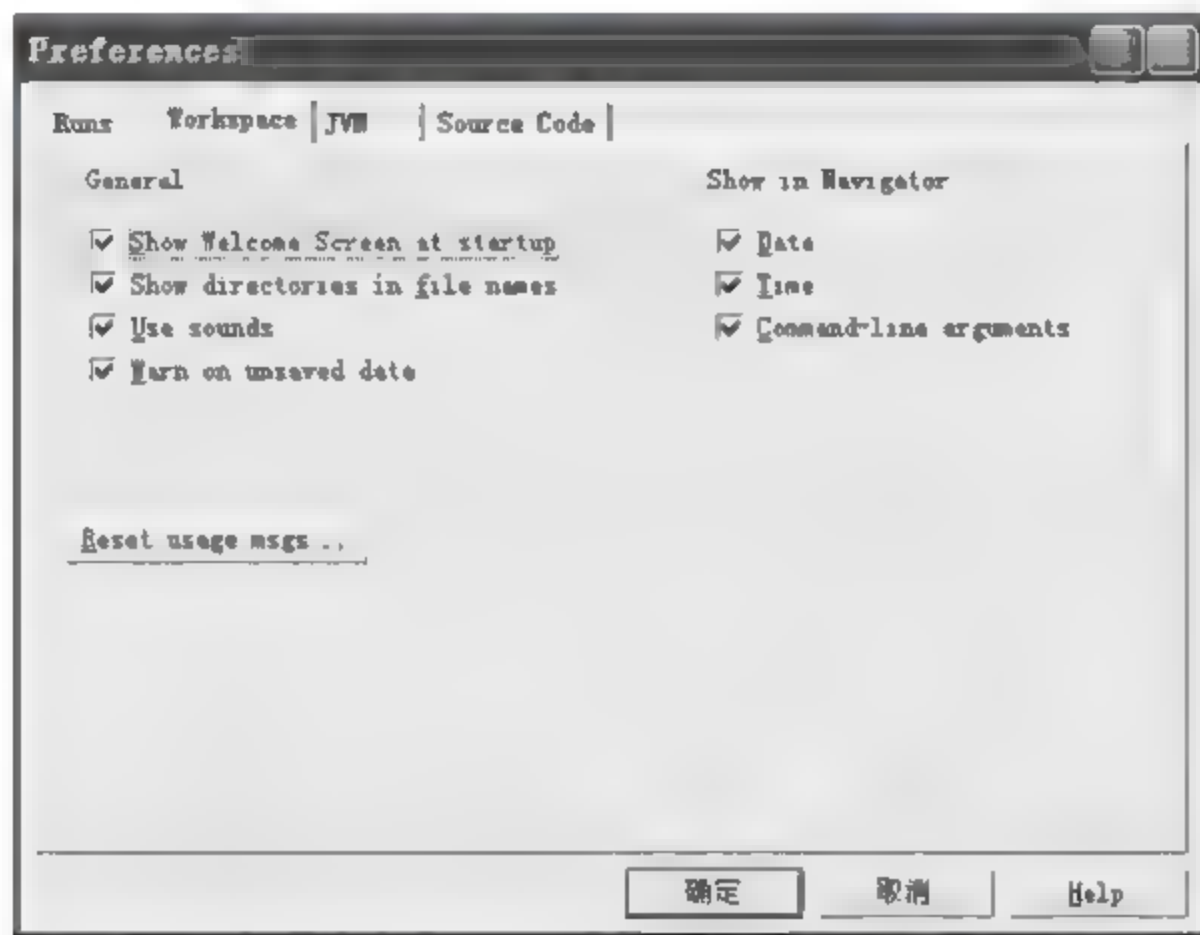 Preferences
Runs Workspace JVM Source Code
General
Show Welcome Screen at startup
Show directories in file names
Use sounds
Warn on unsaved data
Reset usage msgs...
Show in Navigator
Date
Time
Command-line arguments
确定 取消 Help